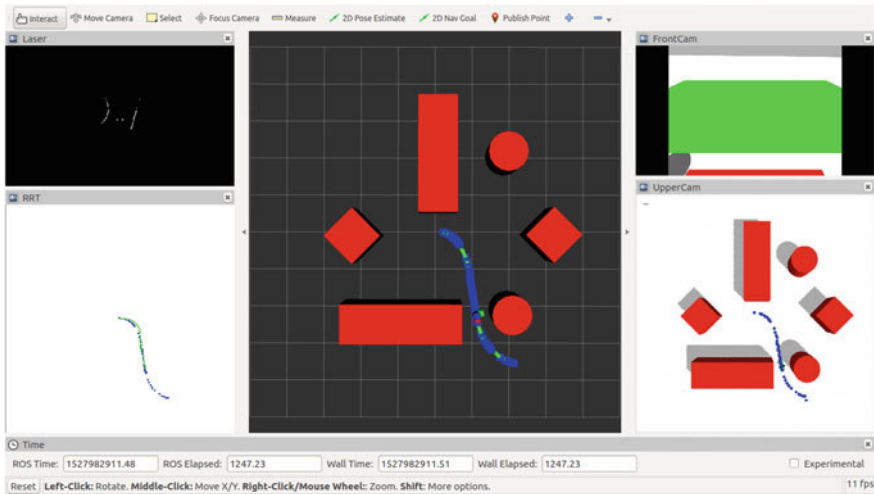 Interact Move Camera Select Focus Camera Measure 2D Pose Estimate 2D Nav Goal Publish Point
Laser
FrontCam
RRT
UpperCam
Time
ROS Time: 1527982911.48 ROS Elapsed: 1247.23 Wall Time: 1527982911.51 Wall Elapsed: 1247.23 Experimental
Reset Left-Click: Rotate. Middle-Click: Move X/Y. Right-Click/Mouse Wheel:: Zoom. Shift: More options. 11 fps